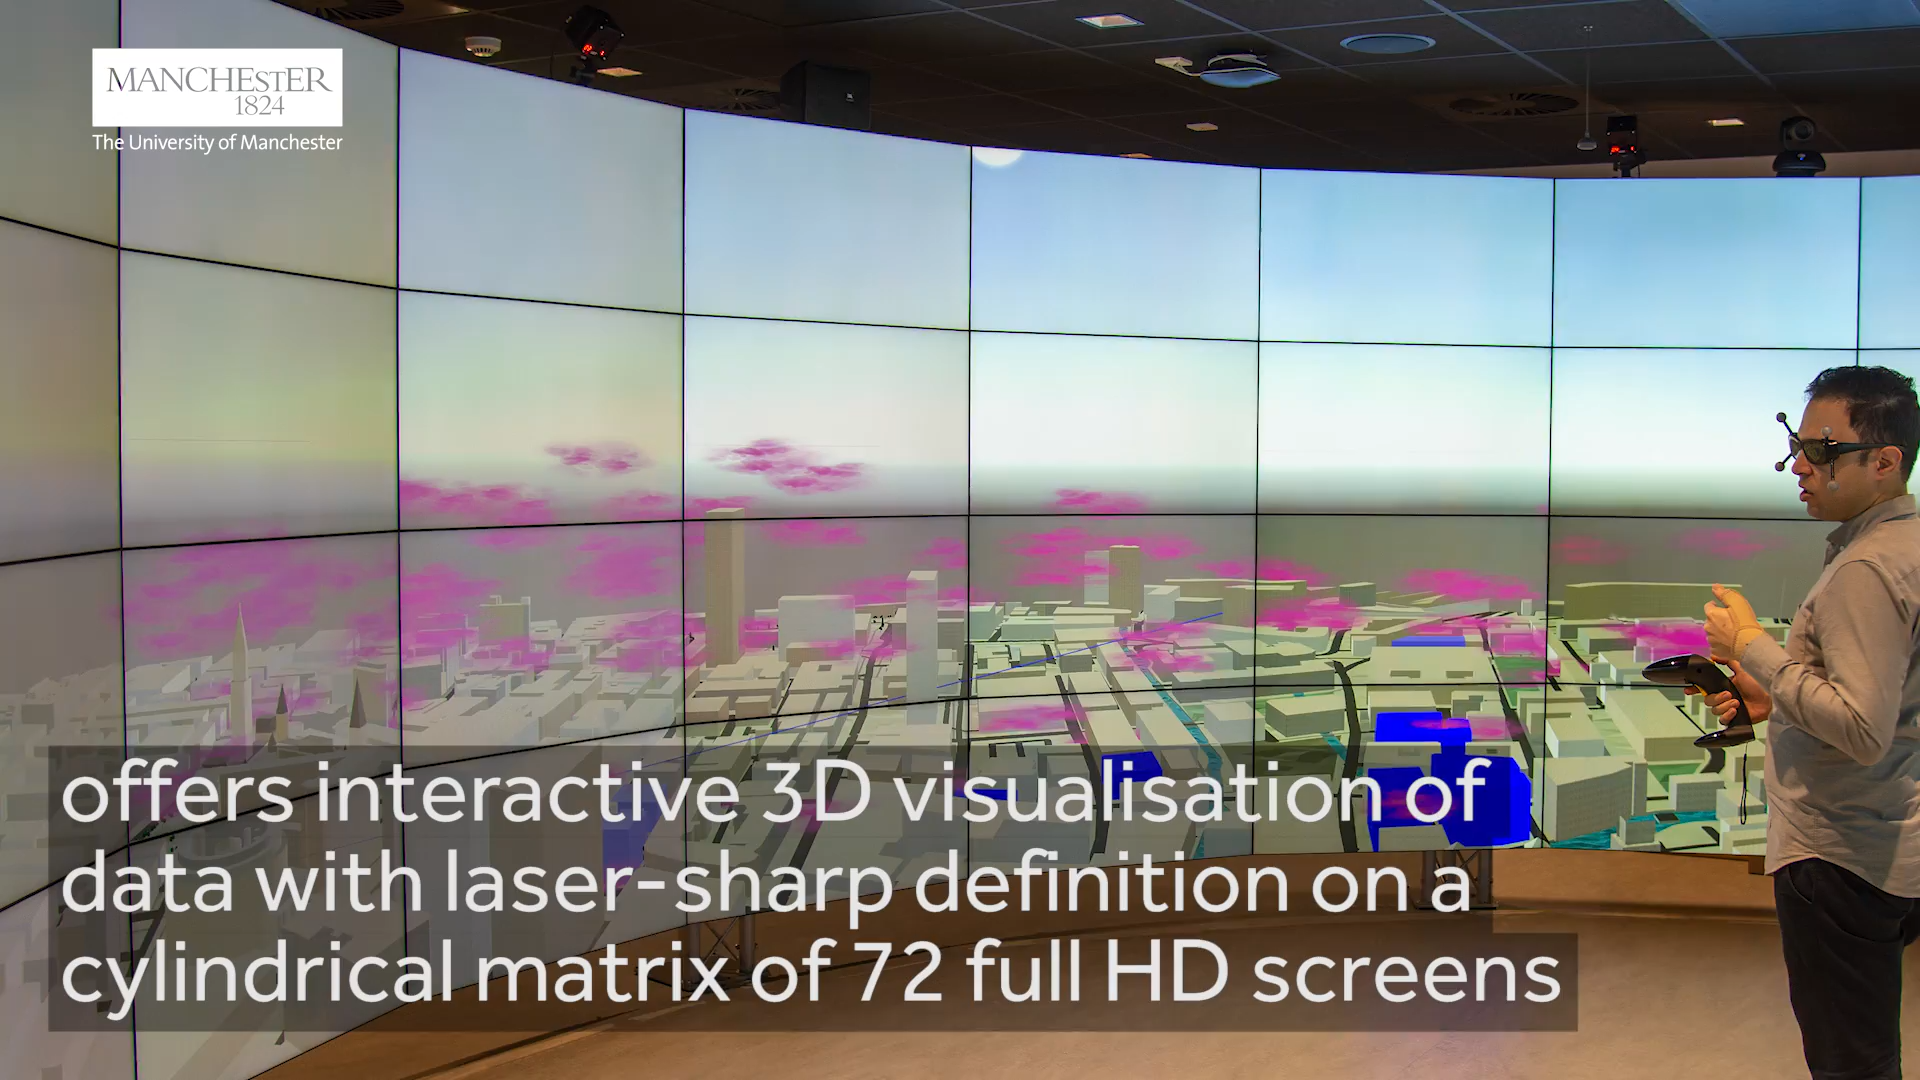 MANCHEsTER
1824
The University of Manchester
offers interactive 3D visualisation of
data with laser-sharp definition on a
cylindrical matrix of 72 full HD screens